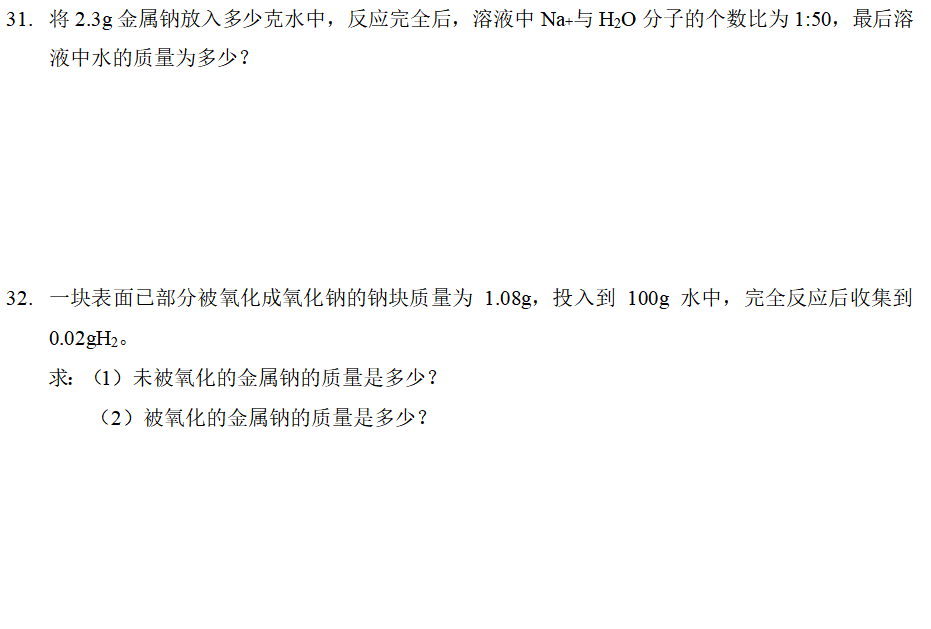 31. 将 2.3g 金属钠放入多少克水中，反应完全后，溶液中 Na+与 H2O 分子的个数比为 1:50，最后溶
液中水的质量为多少？
32. 一块表面已部分被氧化成氧化钠的钠块质量为 1.08g，投入到 100g 水中，完全反应后收集到
0.02gH2。
求：（1）未被氧化的金属钠的质量是多少？
（2）被氧化的金属钠的质量是多少？